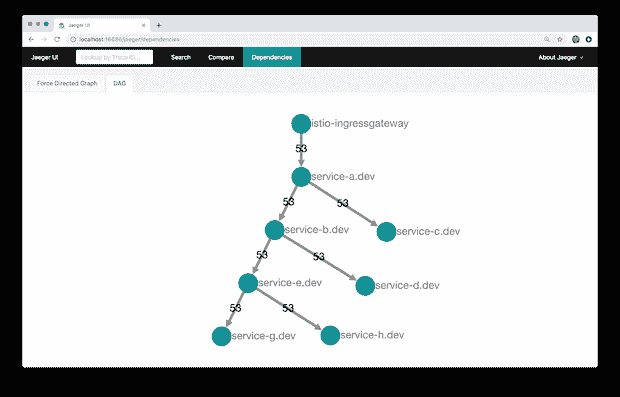 Jaeger UI
localhost:16686/jaeger/dependencies
Jaeger UI
Lookup by Trace ID...
Search
Compare
Dependencies
About Jaeger
Force Directed Graph
DAG
istio-ingressgateway
53
service-a.dev
53
53
service-b.dev
service-c.dev
53
53
service-e.dev
service-d.dev
53
53
service-g.dev
service-h.dev